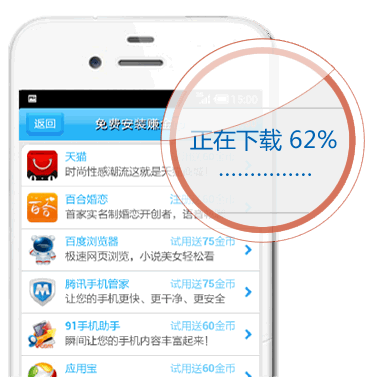 返回
免费安装赚金
正在下载 62%
天猫
时尚性感潮流这就是天
百合婚恋
首家实名制婚恋开创者，语
百度浏览器 试用送75金币
极速网页浏览，小说美女轻松看
腾讯手机管家 试用送75金币
让您的手机更快、更干净、更安全
91手机助手 试用送60金币
瞬间让您的手机内容丰富起来！
应用宝 试用送60金币